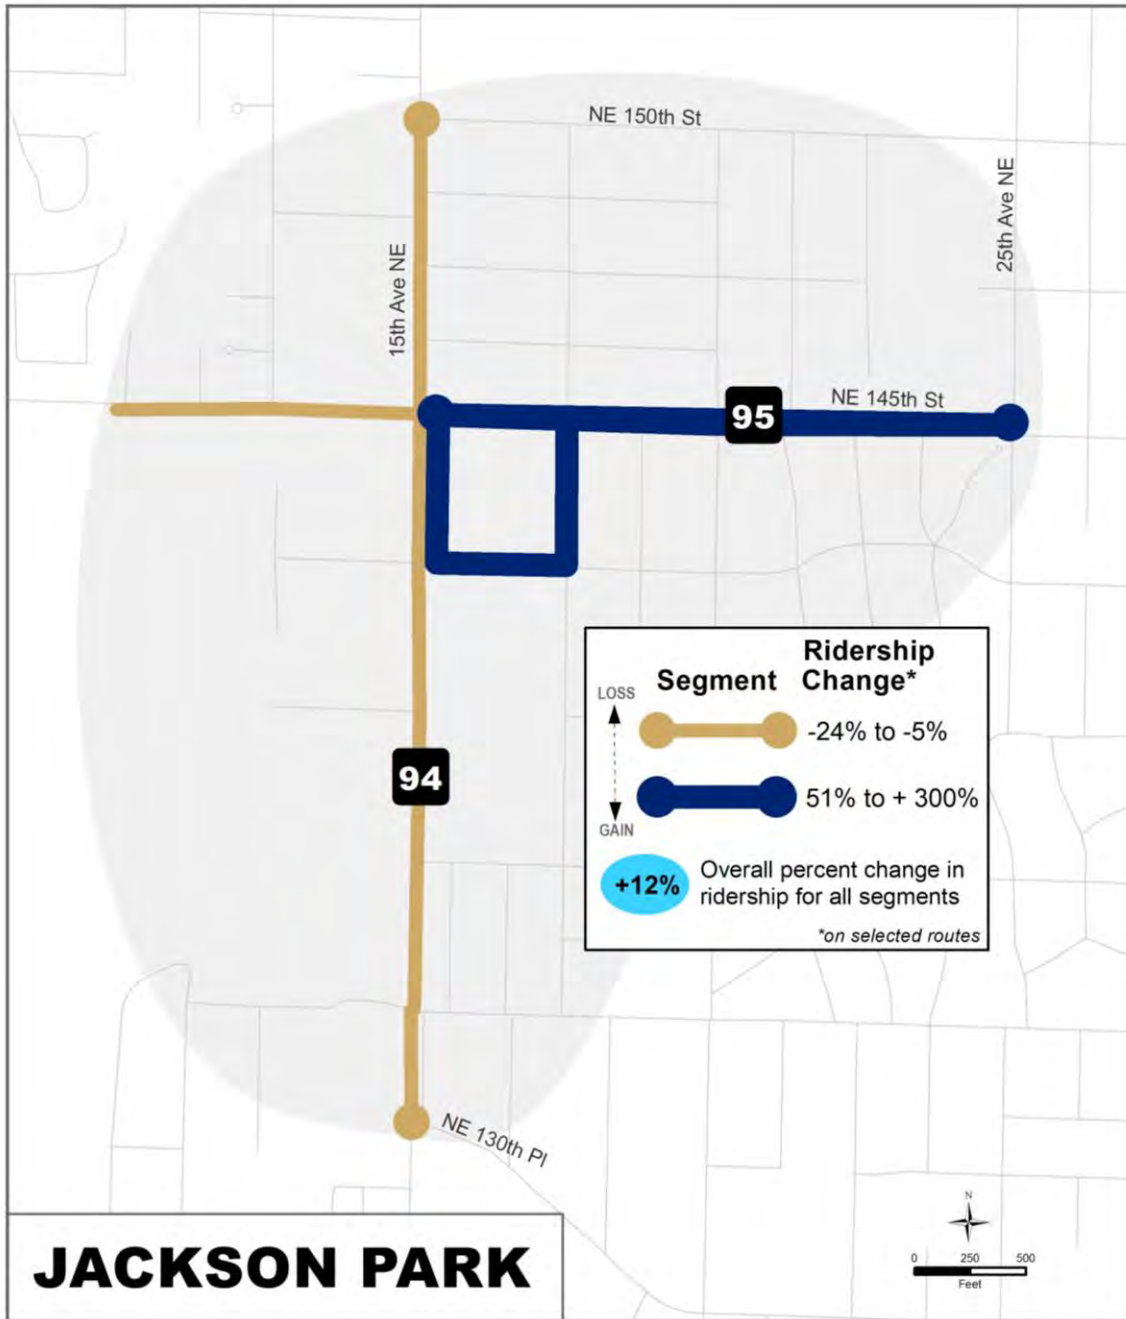 NE 150th St
25th Ave NE
15th Ave NE
NE 145th St
95
94
Segment
Ridership
Change*
LOSS
-24% to -5%
51% to + 300%
GAIN
+12%
Overall percent change in
ridership for all segments
*on selected routes
NE 130th Pl
JACKSON PARK
N
0 250 500
Feet